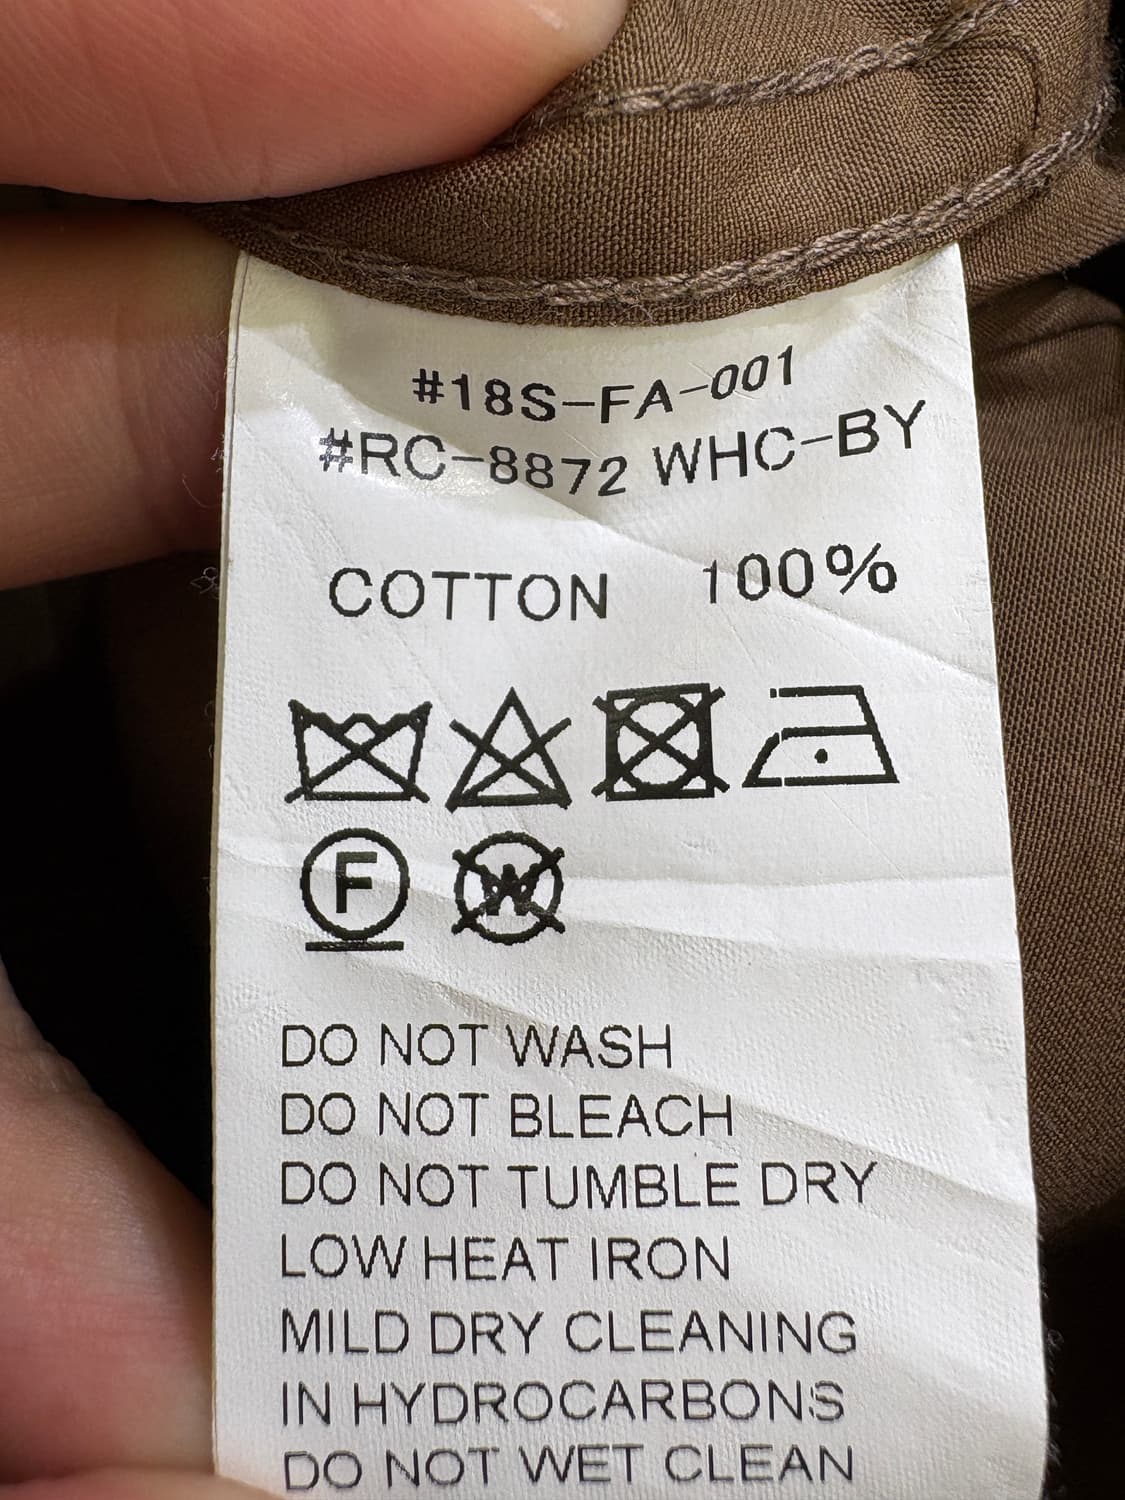 #18S-FA-001
#RC-8872 WHC-BY
COTTON 100%
F W
DO NOT WASH
DO NOT BLEACH
DO NOT TUMBLE DRY
LOW HEAT IRON
MILD DRY CLEANING
IN HYDROCARBONS
DO NOT WET CLEAN